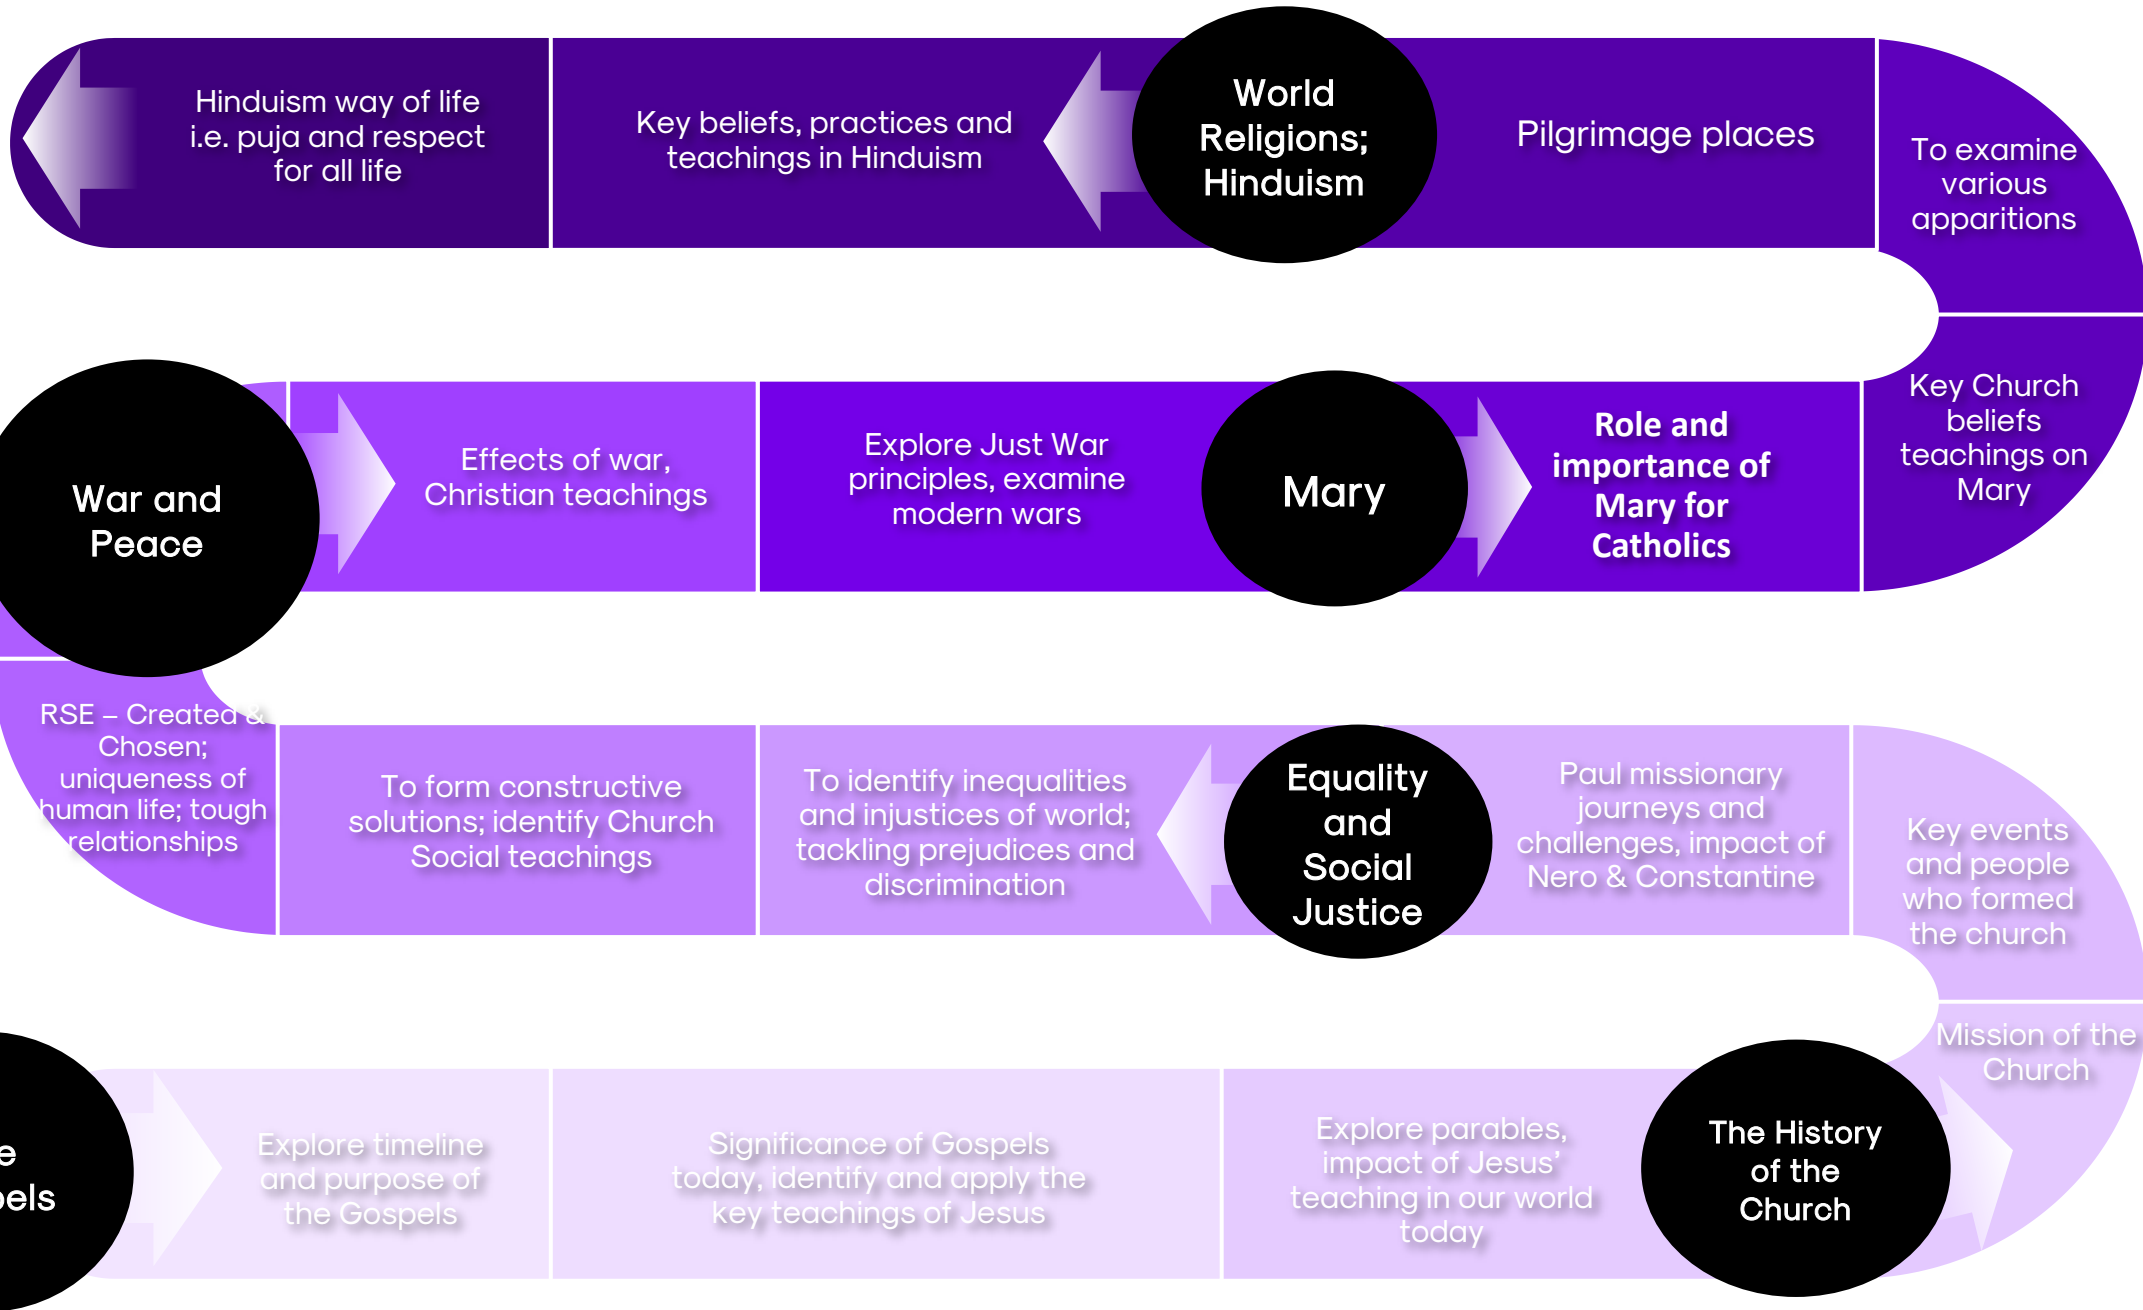 Hinduism way of life
i.e. puja and respect
for all life
Key beliefs, practices and
teachings in Hinduism
World
Religions;
Hinduism
Pilgrimage places
To examine
various
apparitions
War and
Peace
Effects of war,
Christian teachings
Explore Just War
principles, examine
modern wars
Mary
Role and
importance of
Mary for
Catholics
Key Church
beliefs
teachings on
Mary
RSE – Created &
Chosen;
uniqueness of
human life; tough
relationships
To form constructive
solutions; identify Church
Social teachings
To identify inequalities
and injustices of world;
tackling prejudices and
discrimination
Equality
and
Social
Justice
Paul missionary
journeys and
challenges, impact of
Nero & Constantine
Key events
and people
who formed
the church
Mission of the
Church
Explore timeline
and purpose of
the Gospels
Significance of Gospels
today, identify and apply the
key teachings of Jesus
Explore parables,
impact of Jesus’
teaching in our world
today
The History
of the
Church